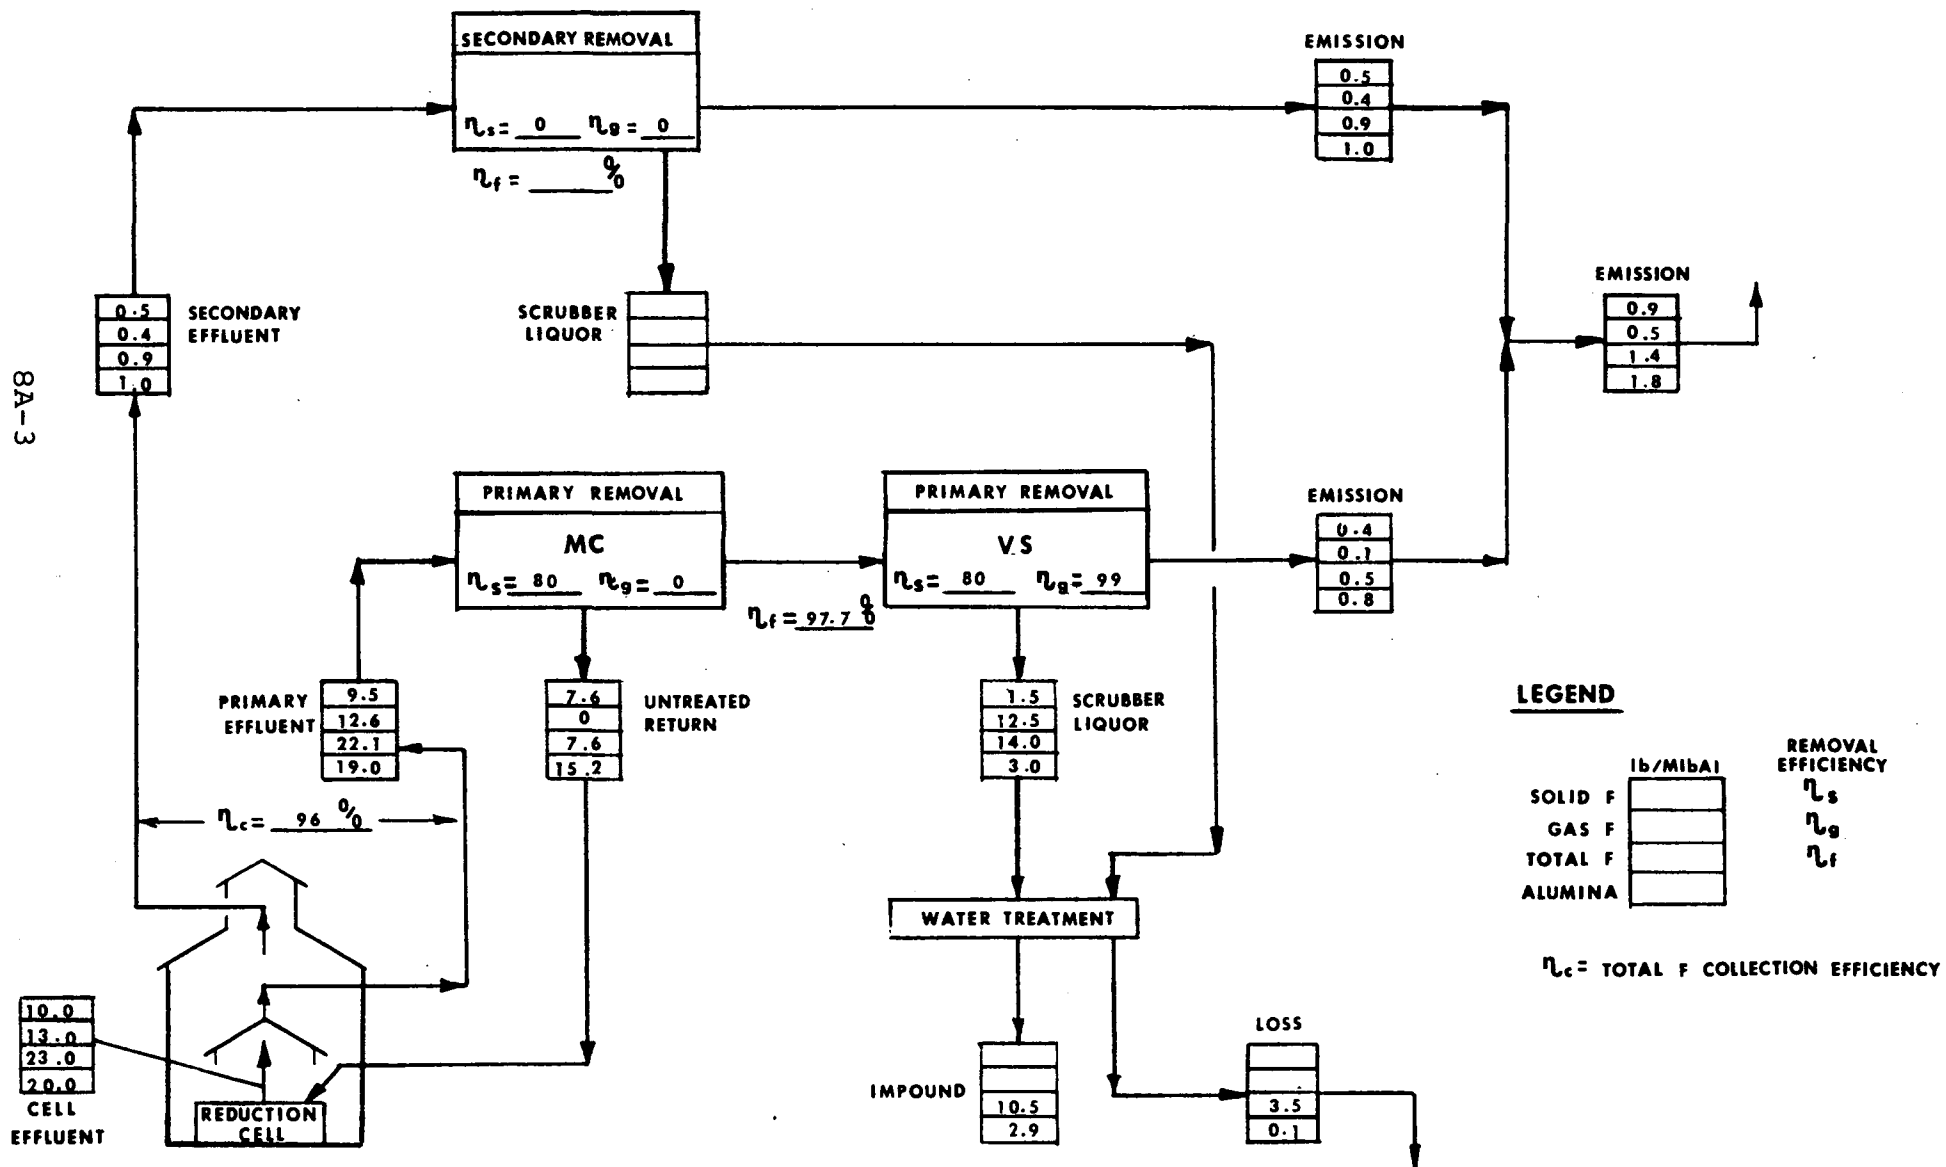 SECONDARY REMOVAL
ηs= 0 ηg= 0
ηf = %
EMISSION
0.5
0.4
0.9
1.0
0.5
0.4
0.9
1.0
SECONDARY
EFFLUENT
SCRUBBER
LIQUOR
EMISSION
0.9
0.5
1.4
1.8
8A-3
PRIMARY REMOVAL
MC
ηs= 80 ηg= 0
PRIMARY REMOVAL
VS
ηs= 80 ηg= 99
ηf = 97.7 %
EMISSION
0.4
0.1
0.5
0.8
PRIMARY
EFFLUENT
9.5
12.6
22.1
19.0
7.6
0
7.6
15.2
UNTREATED
RETURN
1.5
12.5
14.0
3.0
SCRUBBER
LIQUOR
ηc= 96 %
LEGEND
lb/MlbAl
REMOVAL
EFFICIENCY
SOLID F ηs
GAS F ηg
TOTAL F ηf
ALUMINA
ηc= TOTAL F COLLECTION EFFICIENCY
WATER TREATMENT
10.0
13.0
23.0
20.0
CELL
EFFLUENT
REDUCTION
CELL
IMPOUND
10.5
2.9
LOSS
3.5
0.1